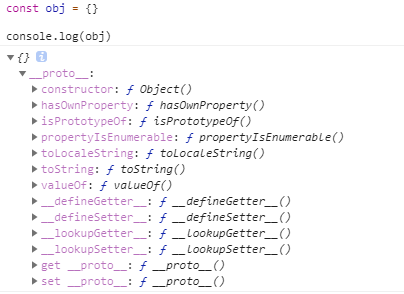 const obj = {}
console.log(obj)
▼{} i
▼__proto__:
▶constructor: ƒ Object()
▶hasOwnProperty: ƒ hasOwnProperty()
▶isPrototypeOf: ƒ isPrototypeOf()
▶propertyIsEnumerable: ƒ propertyIsEnumerable()
▶toLocaleString: ƒ toLocaleString()
▶toString: ƒ toString()
▶valueOf: ƒ valueOf()
▶__defineGetter__: ƒ __defineGetter__()
▶__defineSetter__: ƒ __defineSetter__()
▶__lookupGetter__: ƒ __lookupGetter__()
▶__lookupSetter__: ƒ __lookupSetter__()
▶get __proto__: ƒ __proto__()
▶set __proto__: ƒ __proto__()